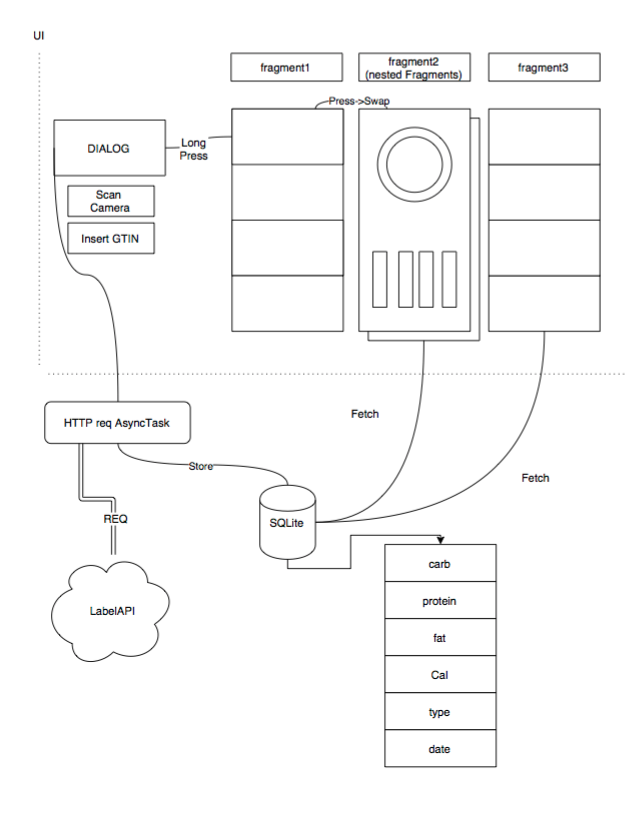 UI
fragment1
fragment2
(nested Fragments)
fragment3
Press->Swap
DIALOG
Long
Press
Scan
Camera
Insert GTIN
HTTP req AsyncTask
Fetch
Store
Fetch
SQLite
REQ
LabelAPI
carb
protein
fat
Cal
type
date